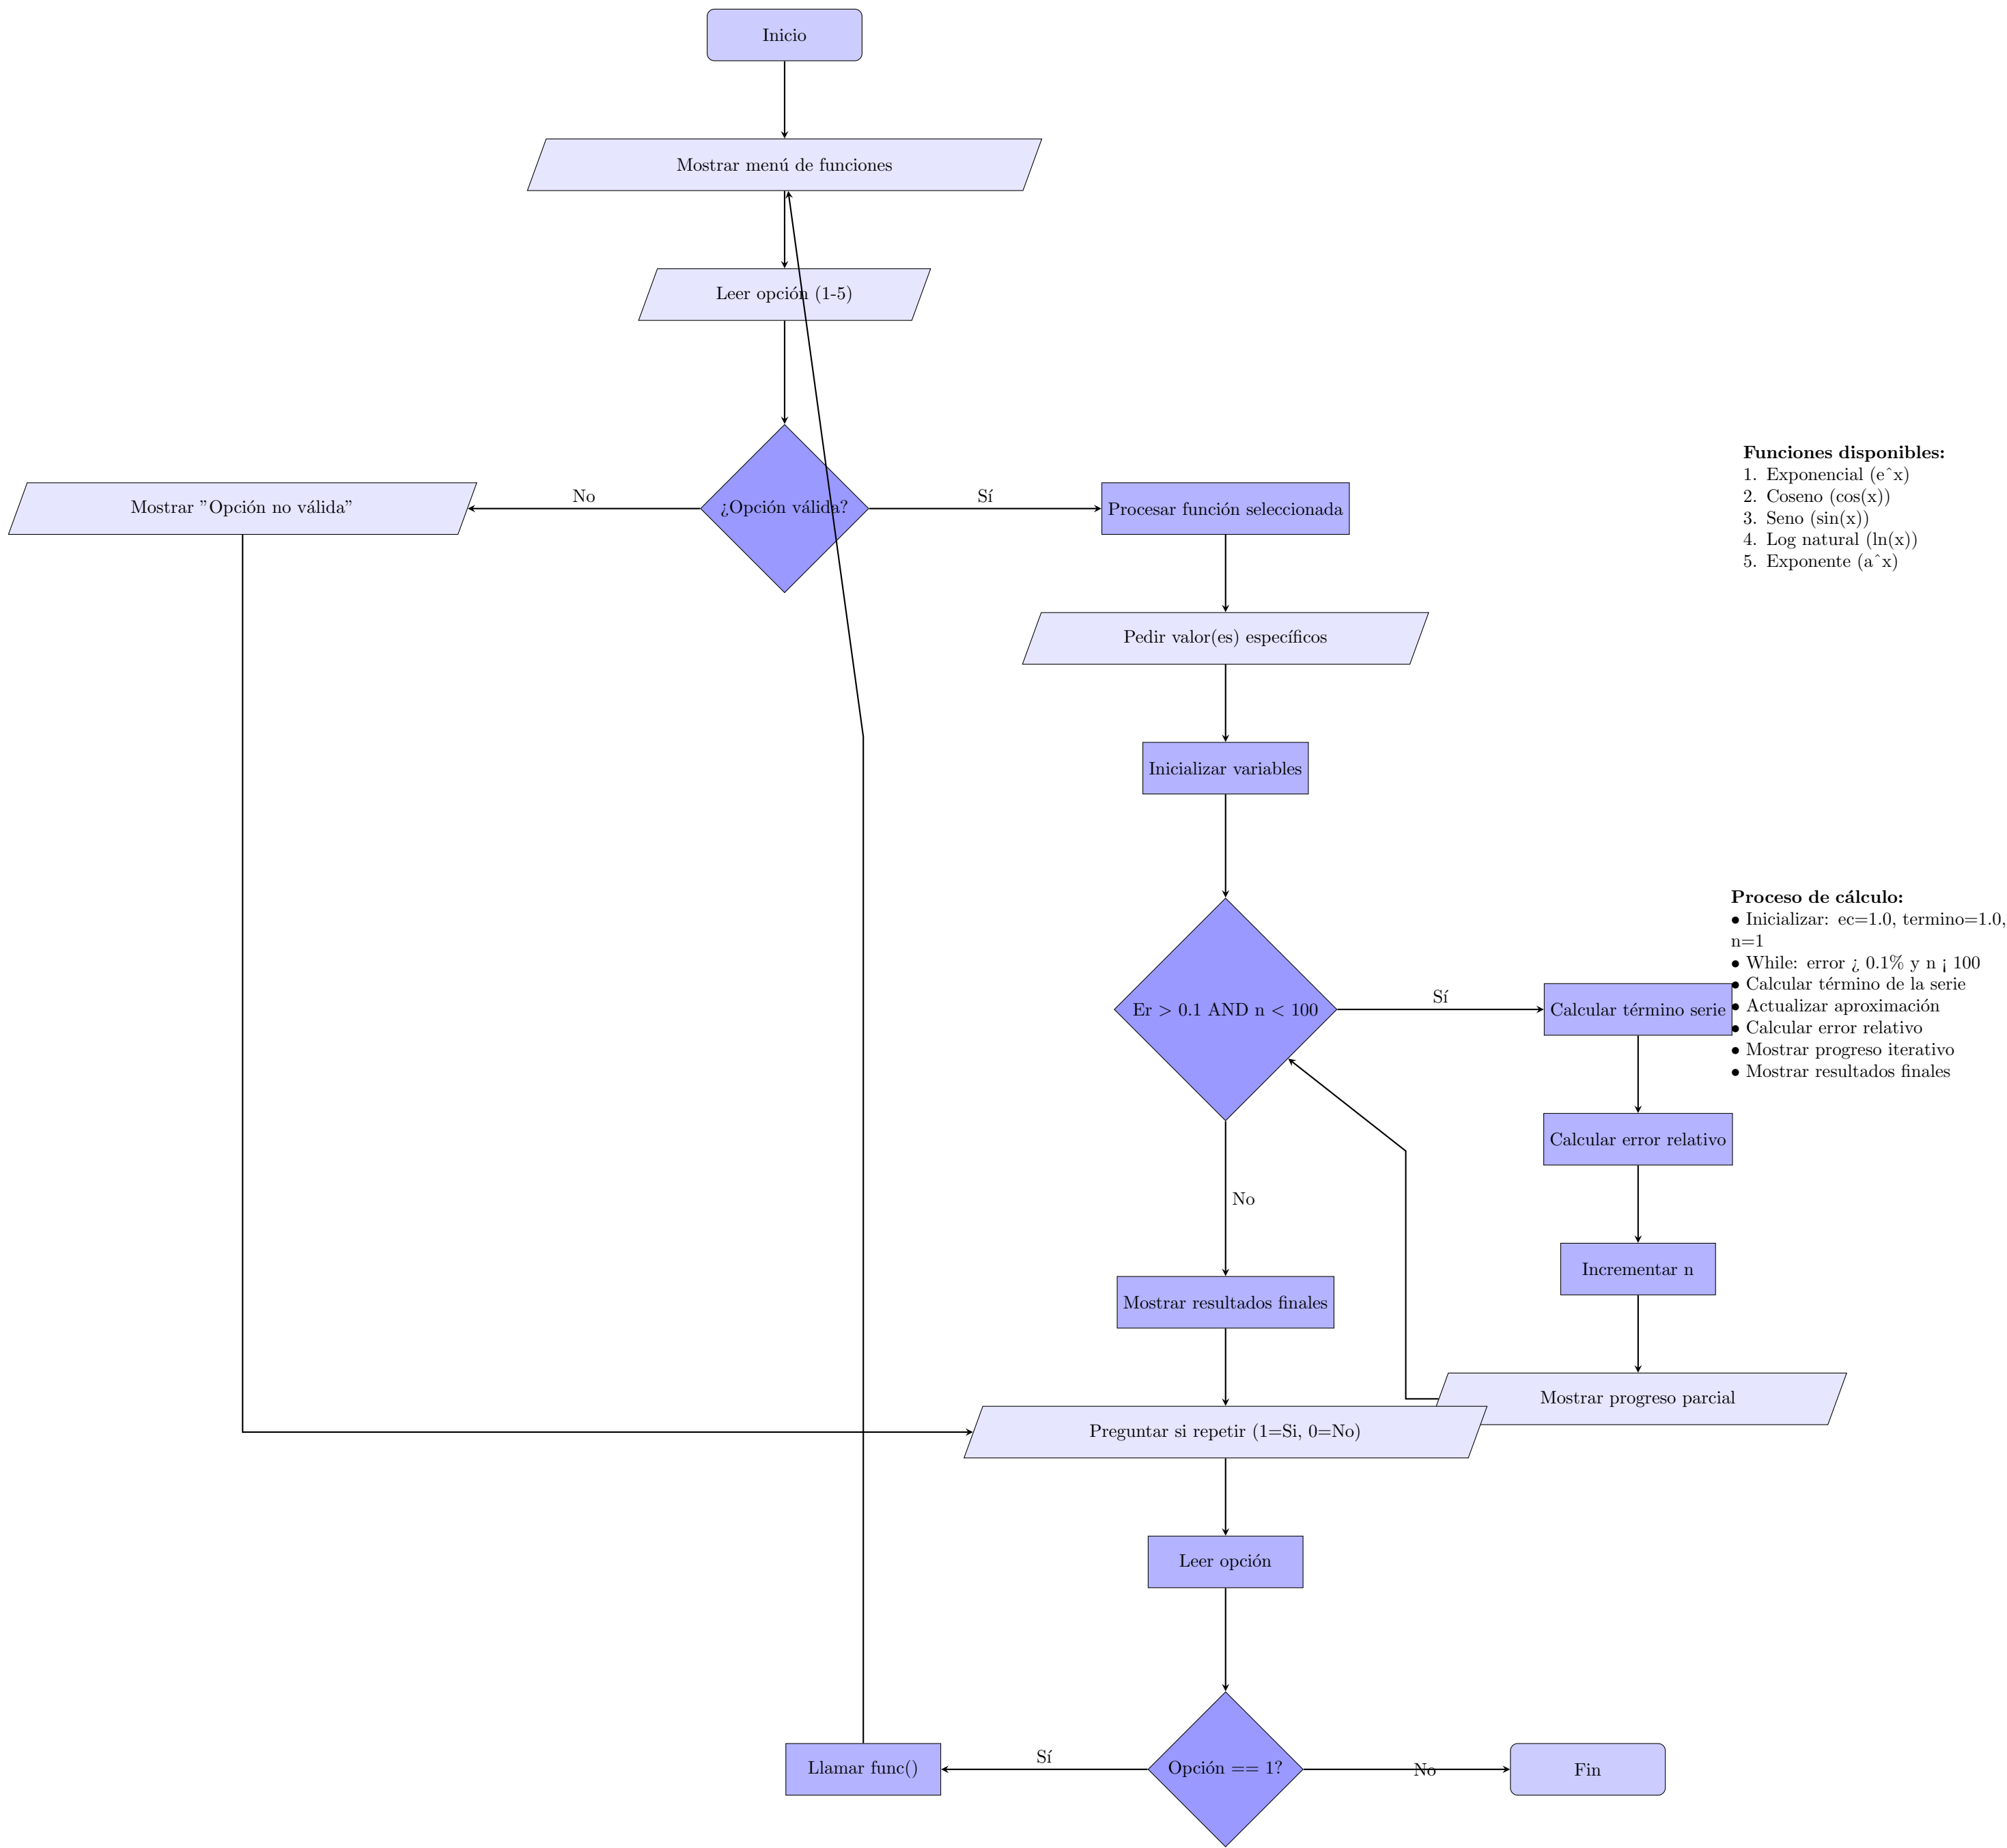 Inicio
Mostrar menú de funciones
Leer opción (1-5)
Mostrar "Opción no válida"
No
¿Opción válida?
Sí
Procesar función seleccionada
Funciones disponibles:
1. Exponencial (e^x)
2. Coseno (cos(x))
3. Seno (sin(x))
4. Log natural (ln(x))
5. Exponente (a^x)
Pedir valor(es) específicos
Inicializar variables
Proceso de cálculo:
• Inicializar: ec=1.0, termino=1.0,
n=1
• While: error ¿ 0.1% y n ¡ 100
• Calcular término de la serie
• Actualizar aproximación
• Calcular error relativo
• Mostrar progreso iterativo
• Mostrar resultados finales
Er > 0.1 AND n < 100
Sí
Calcular término serie
Calcular error relativo
No
Incrementar n
Mostrar resultados finales
Mostrar progreso parcial
Preguntar si repetir (1=Si, 0=No)
Leer opción
Llamar func()
Sí
Opción == 1?
No
Fin